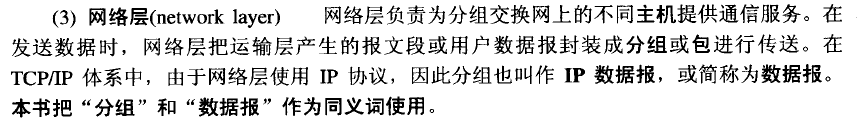 (3) 网络层(network layer)  网络层负责为分组交换网上的不同主机提供通信服务。在
发送数据时，网络层把运输层产生的报文段或用户数据报封装成分组或包进行传送。在
TCP/IP 体系中，由于网络层使用 IP 协议，因此分组也叫作 IP 数据报，或简称为数据报。
本书把“分组”和“数据报”作为同义词使用。